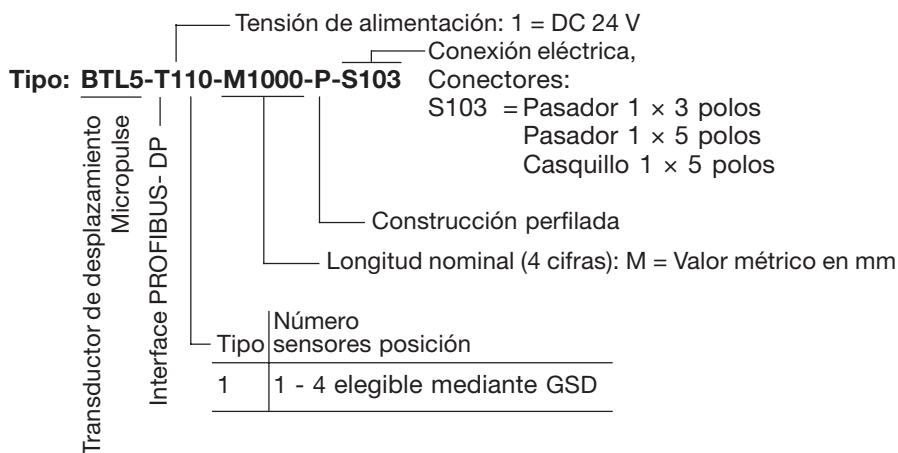 Tensión de alimentación: 1 = DC 24 V
Conexión eléctrica,
Tipo: BTL5-T110-M1000-P-S103
Conectores:
S103 = Pasador 1 × 3 polos
Pasador 1 × 5 polos
Casquillo 1 × 5 polos
Transductor de desplazamiento
Micropulse
Interface PROFIBUS- DP
Construcción perfilada
Longitud nominal (4 cifras): M = Valor métrico en mm
Número
Tipo sensores posición
1 1 - 4 elegible mediante GSD